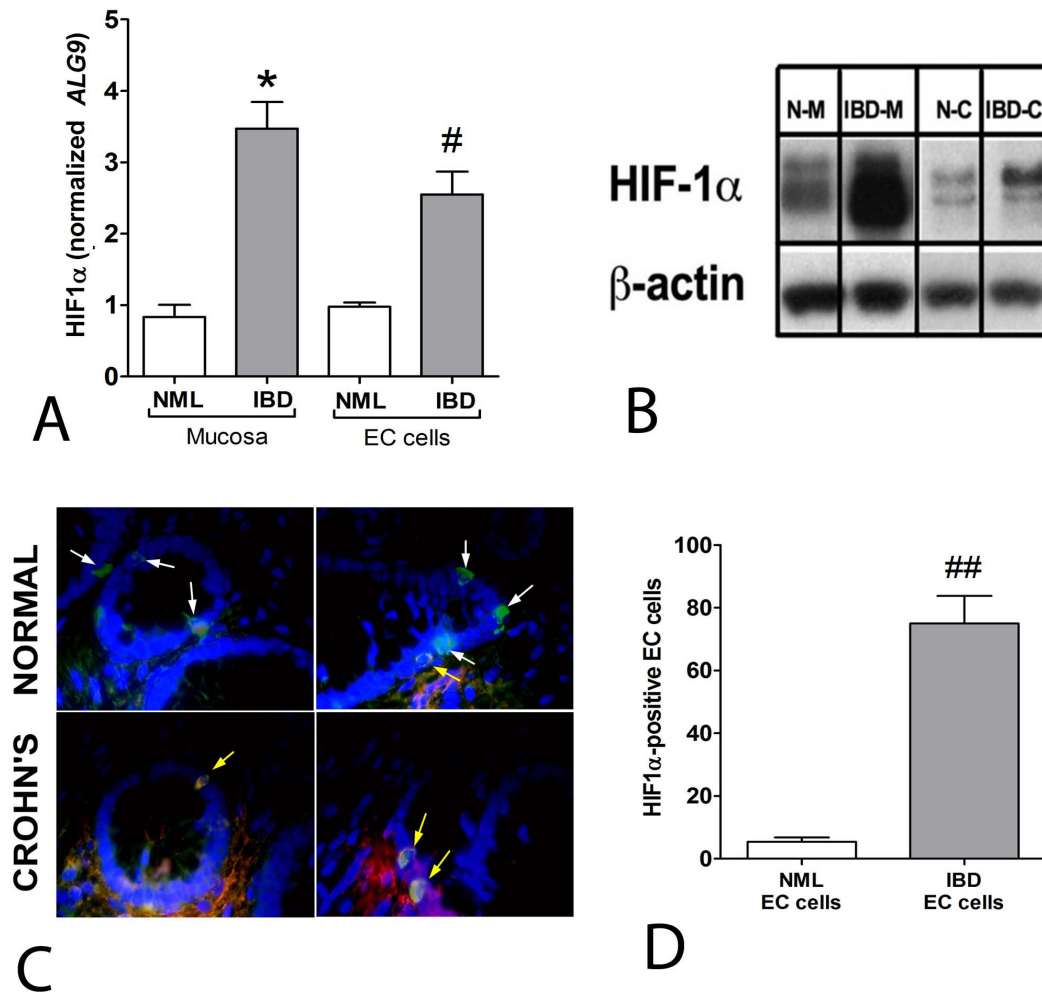 HIF1α (normalized ALG9)
5
4
3
2
1
0
*
#
NML IBD NML IBD
Mucosa EC cells
A
N-M IBD-M N-C IBD-C
HIF-1α
β-actin
B
NORMAL
CROHN'S
C
HIF1α-positive EC cells
100
80
60
40
20
0
##
NML IBD
EC cells EC cells
D